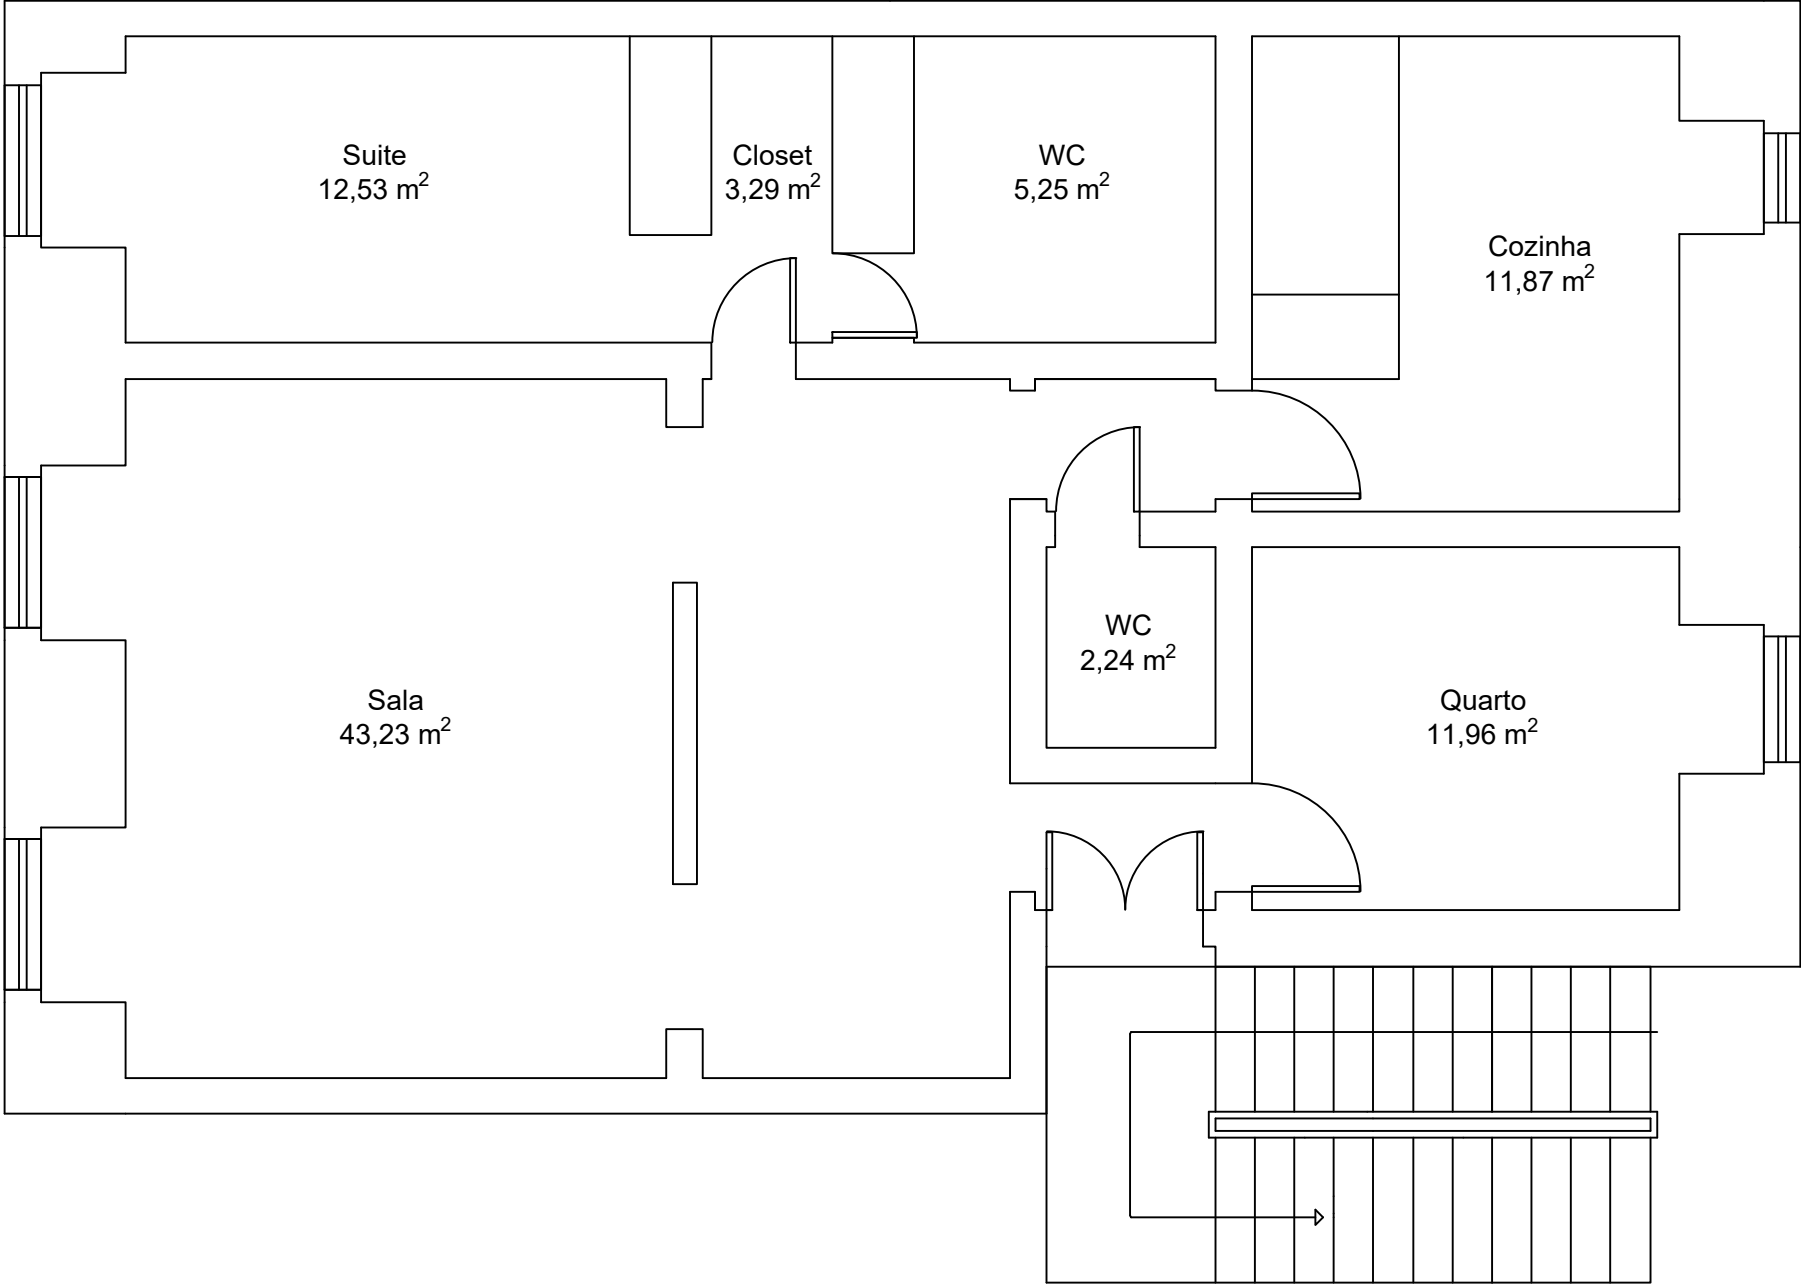 Suite
12,53 m²
Closet
3,29 m²
WC
5,25 m²
Cozinha
11,87 m²
WC
2,24 m²
Sala
43,23 m²
Quarto
11,96 m²